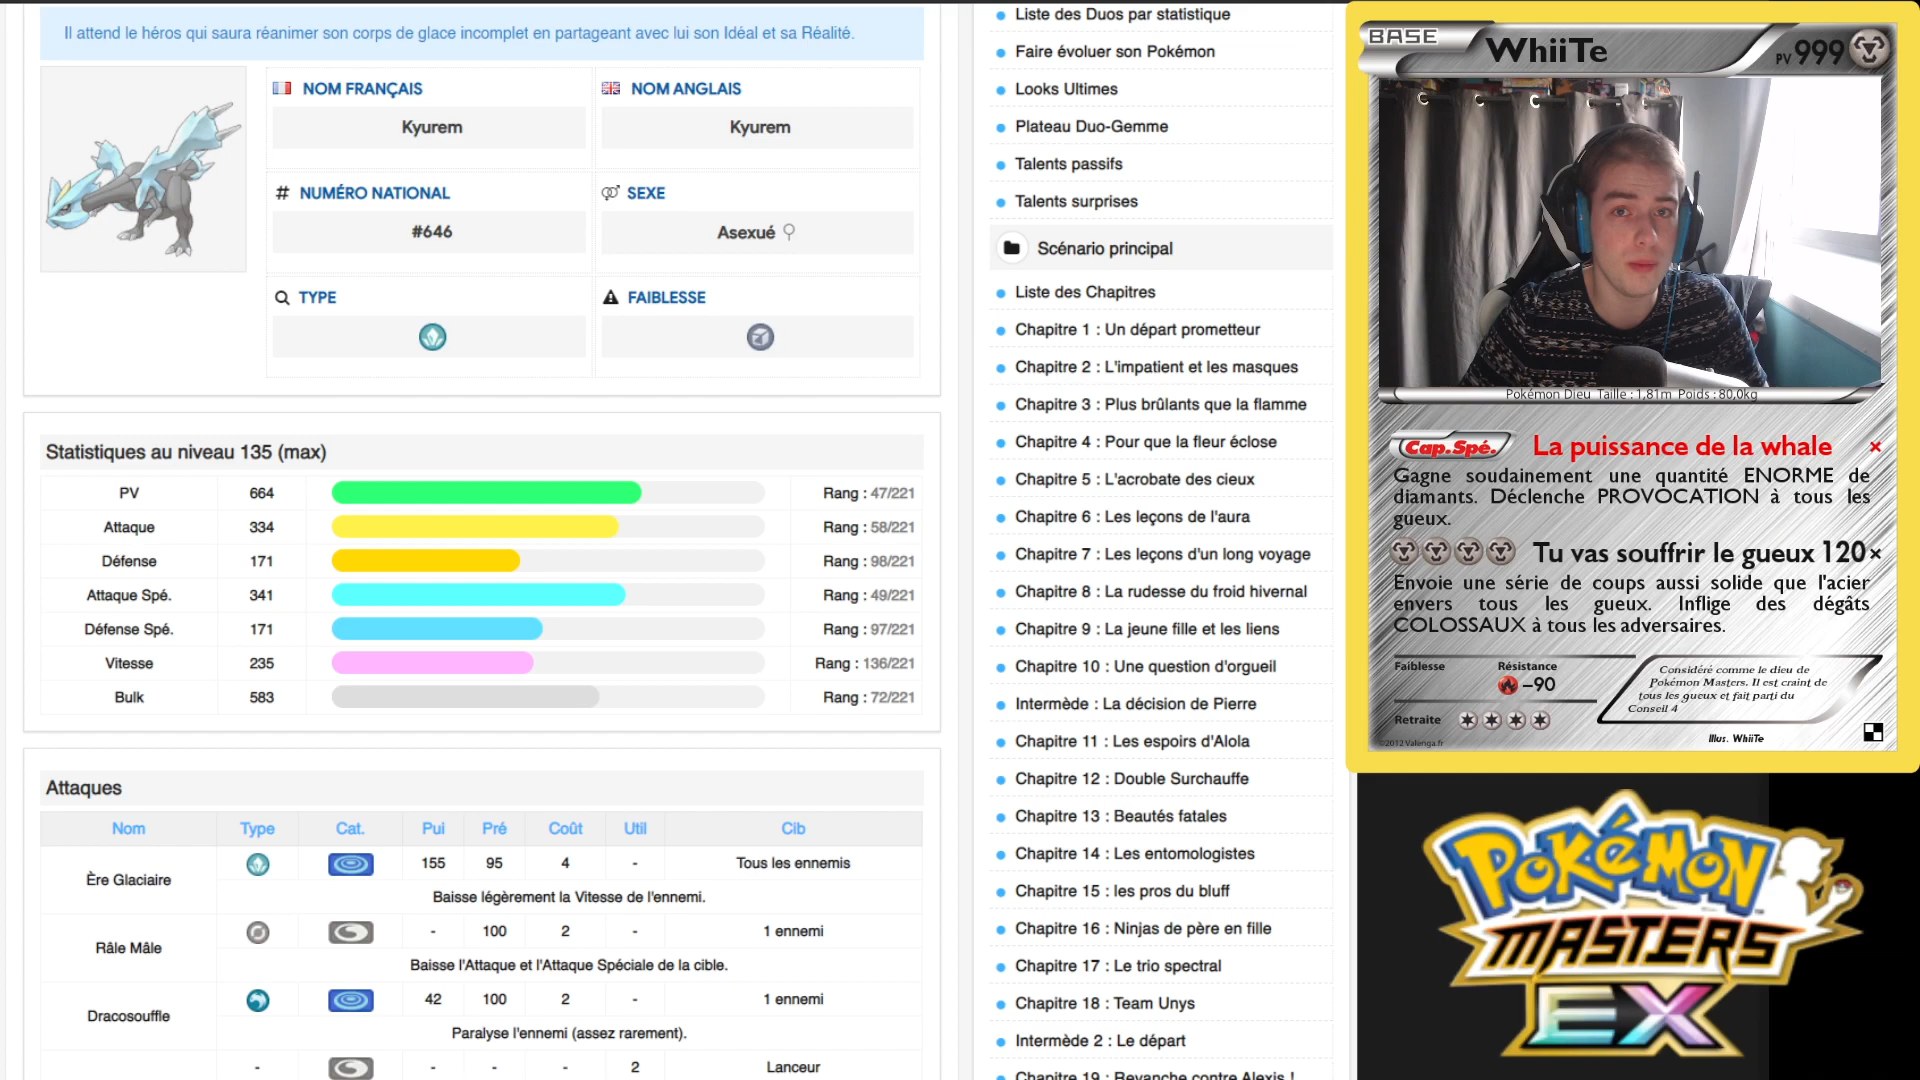 Il attend le héros qui saura réanimer son corps de glace incomplet en partageant avec lui son Idéal et sa Réalité.
NOM FRANÇAIS
NOM ANGLAIS
Kyurem
Kyurem
# NUMÉRO NATIONAL
SEXE
#646
Asexué
TYPE
FAIBLESSE
Statistiques au niveau 135 (max)
PV 664 Rang : 47/221
Attaque 334 Rang : 58/221
Défense 171 Rang : 98/221
Attaque Spé. 341 Rang : 49/221
Défense Spé. 171 Rang : 97/221
Vitesse 235 Rang : 136/221
Bulk 583 Rang : 72/221
Attaques
Nom Type Cat. Pui Pré Coût Util Cib
Ère Glaciaire 155 95 4 - Tous les ennemis
Baisse légèrement la Vitesse de l'ennemi.
Râle Mâle - 100 2 - 1 ennemi
Baisse l'Attaque et l'Attaque Spéciale de la cible.
Dracosouffle 42 100 2 - 1 ennemi
Paralyse l'ennemi (assez rarement).
- - - - 2 Lanceur
Liste des Duos par statistique
Faire évoluer son Pokémon
Looks Ultimes
Plateau Duo-Gemme
Talents passifs
Talents surprises
Scénario principal
Liste des Chapitres
Chapitre 1 : Un départ prometteur
Chapitre 2 : L'impatient et les masques
Chapitre 3 : Plus brûlants que la flamme
Chapitre 4 : Pour que la fleur éclose
Chapitre 5 : L'acrobate des cieux
Chapitre 6 : Les leçons de l'aura
Chapitre 7 : Les leçons d'un long voyage
Chapitre 8 : La rudesse du froid hivernal
Chapitre 9 : La jeune fille et les liens
Chapitre 10 : Une question d'orgueil
Intermède : La décision de Pierre
Chapitre 11 : Les espoirs d'Alola
Chapitre 12 : Double Surchauffe
Chapitre 13 : Beautés fatales
Chapitre 14 : Les entomologistes
Chapitre 15 : les pros du bluff
Chapitre 16 : Ninjas de père en fille
Chapitre 17 : Le trio spectral
Chapitre 18 : Team Unys
Intermède 2 : Le départ
Chapitre 19 : Revanche contre Alexis !
BASE WhiiTe PV 999
Pokémon Dieu Taille : 1,81m Poids : 80,0kg
Cap.Spé. La puissance de la whale ×
Gagne soudainement une quantité ENORME de
diamants. Déclenche PROVOCATION à tous les
gueux.
Tu vas souffrir le gueux 120×
Envoie une série de coups aussi solide que l'acier
envers tous les gueux. Inflige des dégâts
COLOSSAUX à tous les adversaires.
Faiblesse Résistance
-90
Retraite
Considéré comme le dieu de
Pokémon Masters. Il est craint de
tous les gueux et fait parti du
Conseil 4
Illus. WhiiTe
©2012 Valenga.fr
POKÉMON
MASTERS
EX